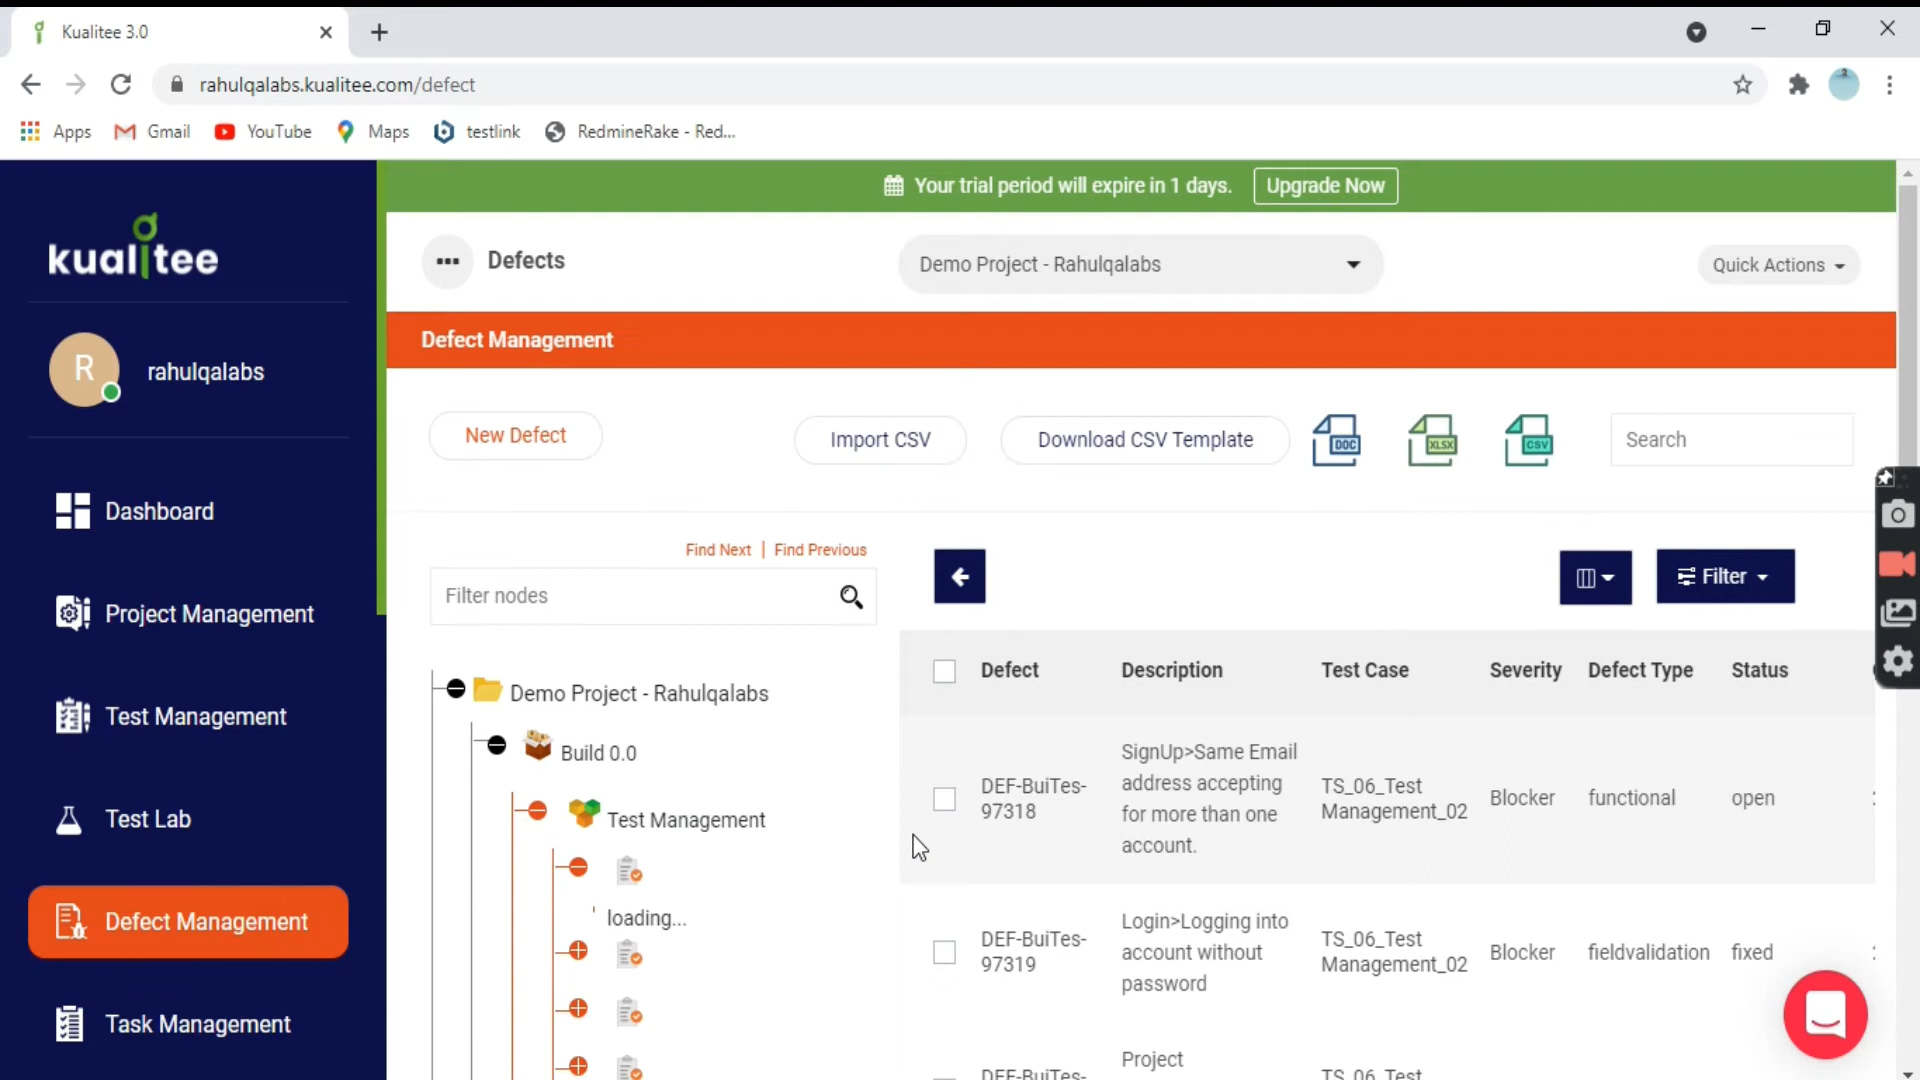 Kualitee 3.0
rahulqalabs.kualitee.com/defect
Apps Gmail YouTube Maps testlink RedmineRake - Red...
Your trial period will expire in 1 days. Upgrade Now
kualitee
Defects
Demo Project - Rahulqalabs
Quick Actions
Defect Management
R
rahulqalabs
New Defect
Import CSV
Download CSV Template
DOC
XLSX
CSV
Search
Dashboard
Project Management
Test Management
Test Lab
Defect Management
Task Management
Find Next | Find Previous
Filter nodes
Demo Project - Rahulqalabs
Build 0.0
Test Management
loading...
Filter
Defect Description Test Case Severity Defect Type Status
DEF-BuiTes-
97318
SignUp>Same Email
address accepting
for more than one
account.
TS_06_Test
Management_02
Blocker
functional
open
DEF-BuiTes-
97319
Login>Logging into
account without
password
TS_06_Test
Management_02
Blocker
fieldvalidation
fixed
DEF-BuiTes-
Project
TS_06_Test